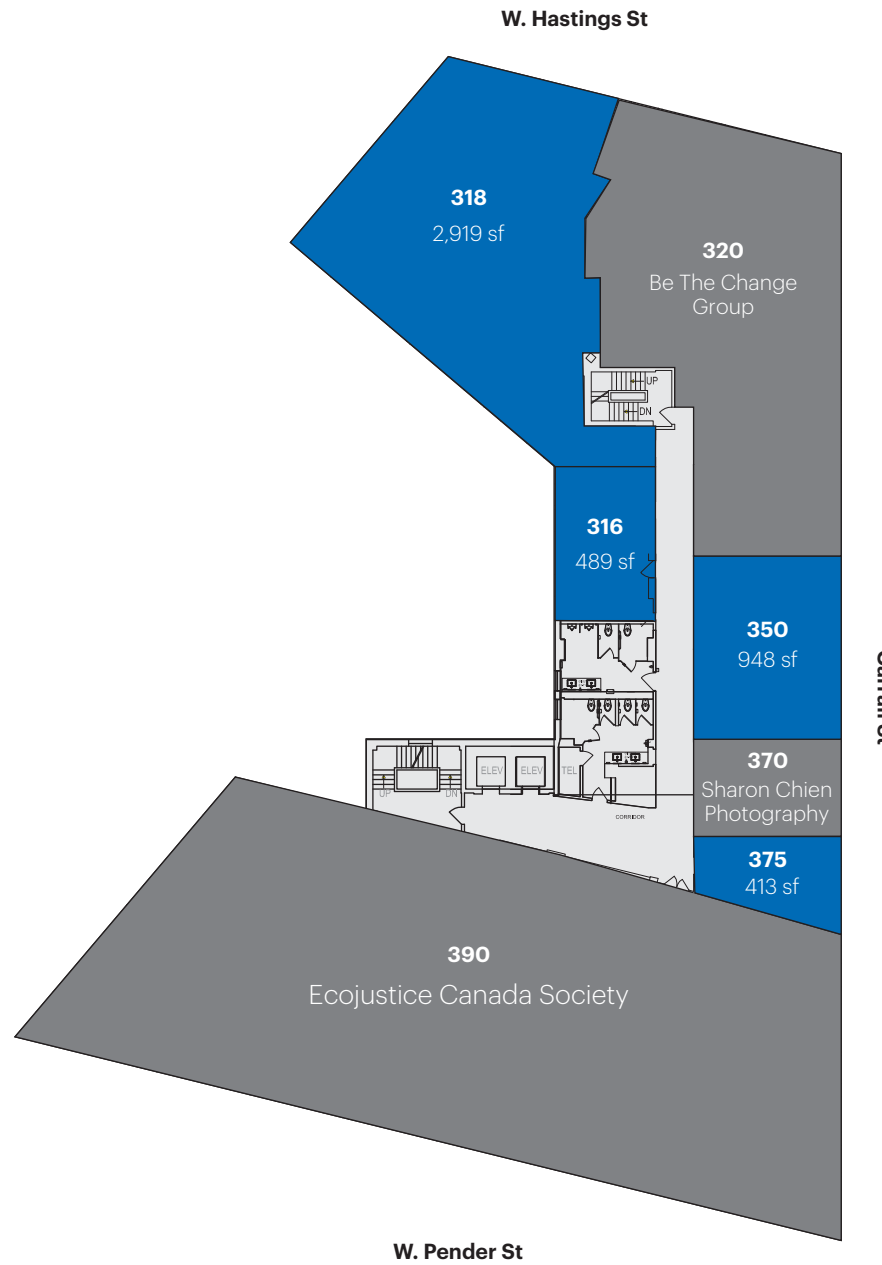 W. Hastings St
318
2,919 sf
320
Be The Change
Group
UP
DN
316
489 sf
350
948 sf
370
Sharon Chien
Photography
ELEV
ELEV
TEL
UP
DN
CORRIDOR
375
413 sf
390
Ecojustice Canada Society
W. Pender St